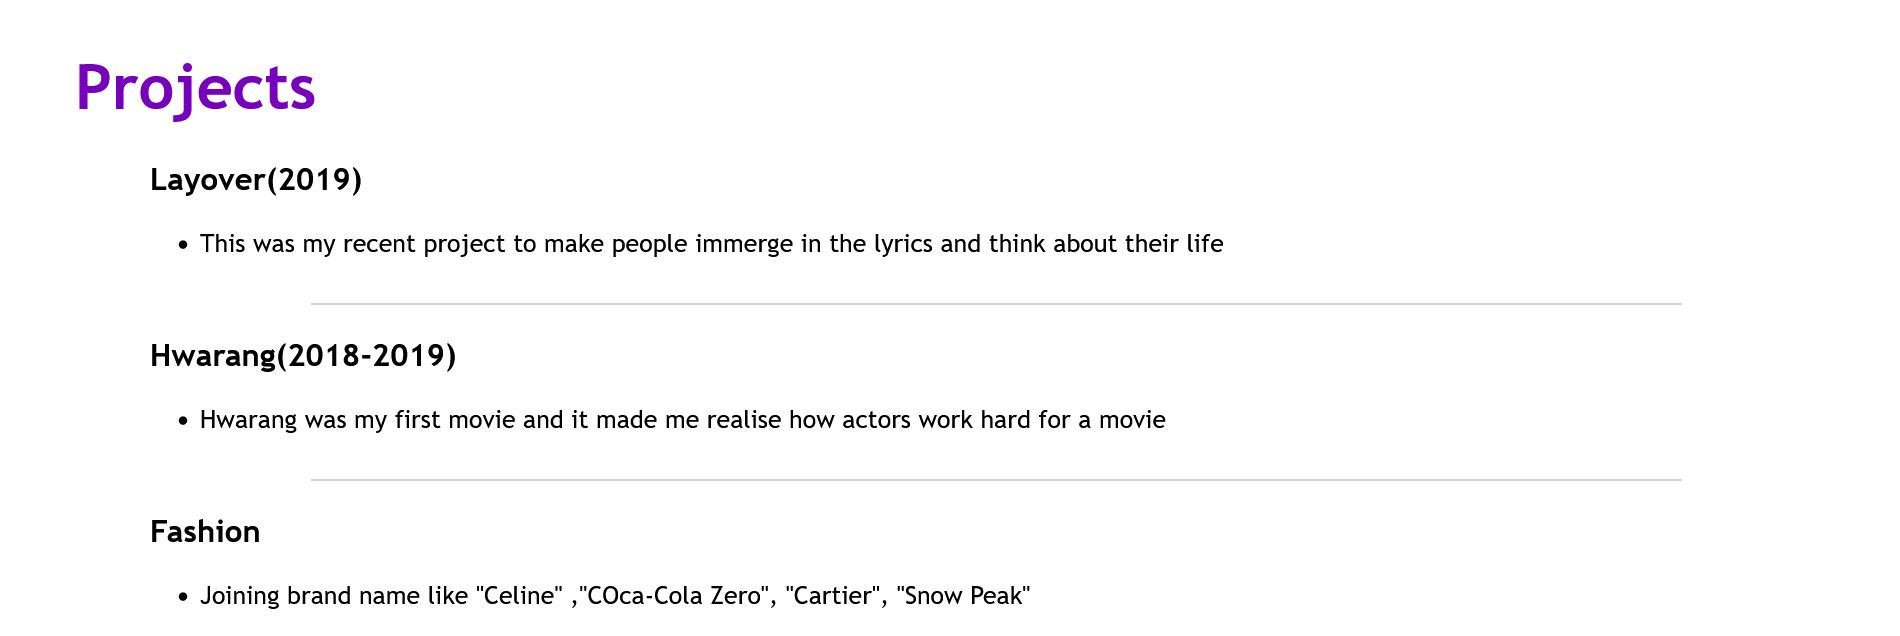 Projects
Layover(2019)
• This was my recent project to make people immerge in the lyrics and think about their life
Hwarang(2018-2019)
• Hwarang was my first movie and it made me realise how actors work hard for a movie
Fashion
• Joining brand name like "Celine" ,"COca-Cola Zero", "Cartier", "Snow Peak"